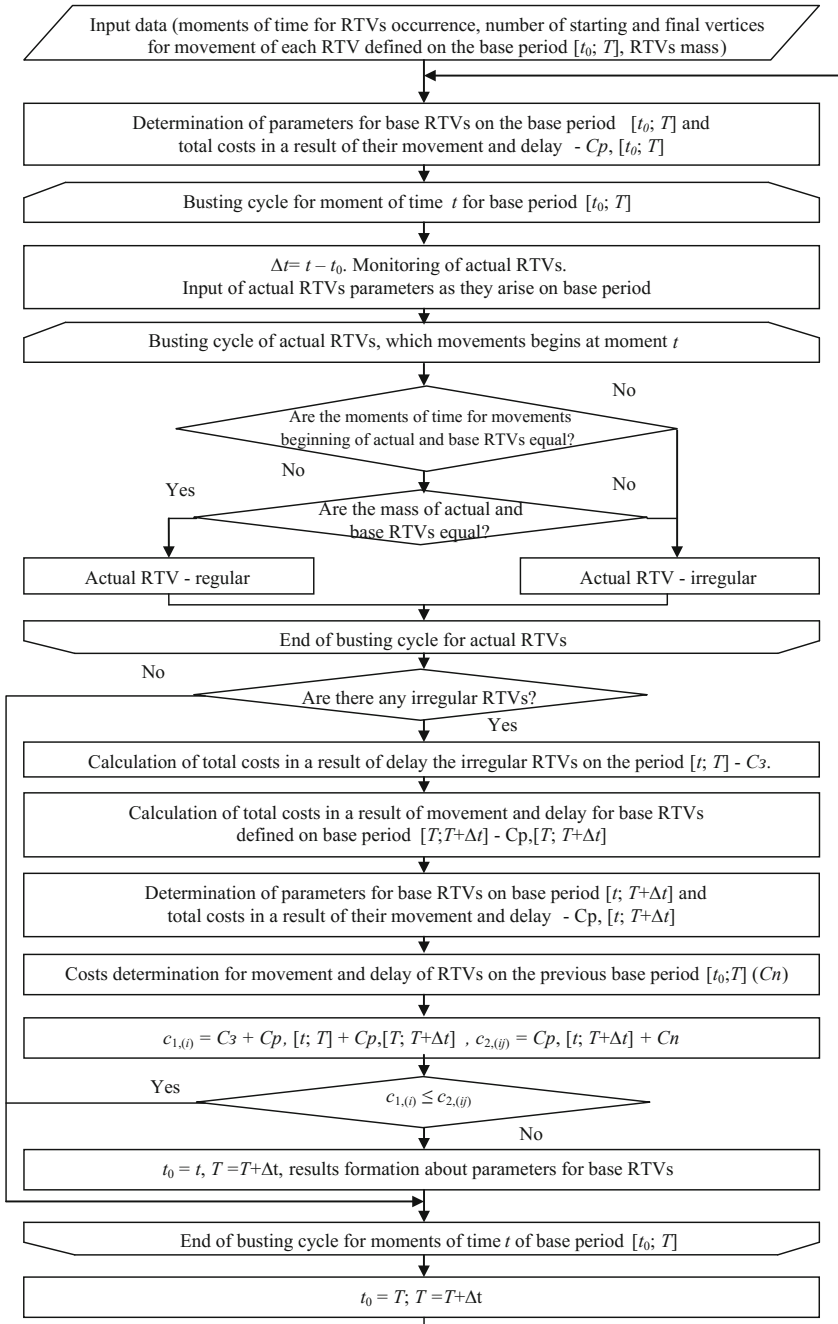 Input data (moments of time for RTVs occurrence, number of starting and final vertices
for movement of each RTV defined on the base period [t₀; T], RTVs mass)
Determination of parameters for base RTVs on the base period [t₀; T] and
total costs in a result of their movement and delay - Cp, [t₀; T]
Busting cycle for moment of time t for base period [t₀; T]
Δt= t – t₀. Monitoring of actual RTVs.
Input of actual RTVs parameters as they arise on base period
Busting cycle of actual RTVs, which movements begins at moment t
No
Are the moments of time for movements
beginning of actual and base RTVs equal?
No
Yes
No
Are the mass of actual and
base RTVs equal?
Actual RTV - regular
Actual RTV - irregular
End of busting cycle for actual RTVs
No
Are there any irregular RTVs?
Yes
Calculation of total costs in a result of delay the irregular RTVs on the period [t; T] - Cз.
Calculation of total costs in a result of movement and delay for base RTVs
defined on base period [T;T+Δt] - Cp,[T; T+Δt]
Determination of parameters for base RTVs on base period [t; T+Δt] and
total costs in a result of their movement and delay - Cp, [t; T+Δt]
Costs determination for movement and delay of RTVs on the previous base period [t₀;T] (Cn)
c₁,₍ᵢ₎ = Cз + Cp, [t; T] + Cp,[T; T+Δt] , c₂,₍ᵢⱼ₎ = Cp, [t; T+Δt] + Cn
Yes
c₁,₍ᵢ₎ ≤ c₂,₍ᵢⱼ₎
No
t₀ = t, T =T+Δt, results formation about parameters for base RTVs
End of busting cycle for moments of time t of base period [t₀; T]
t₀ = T; T =T+Δt